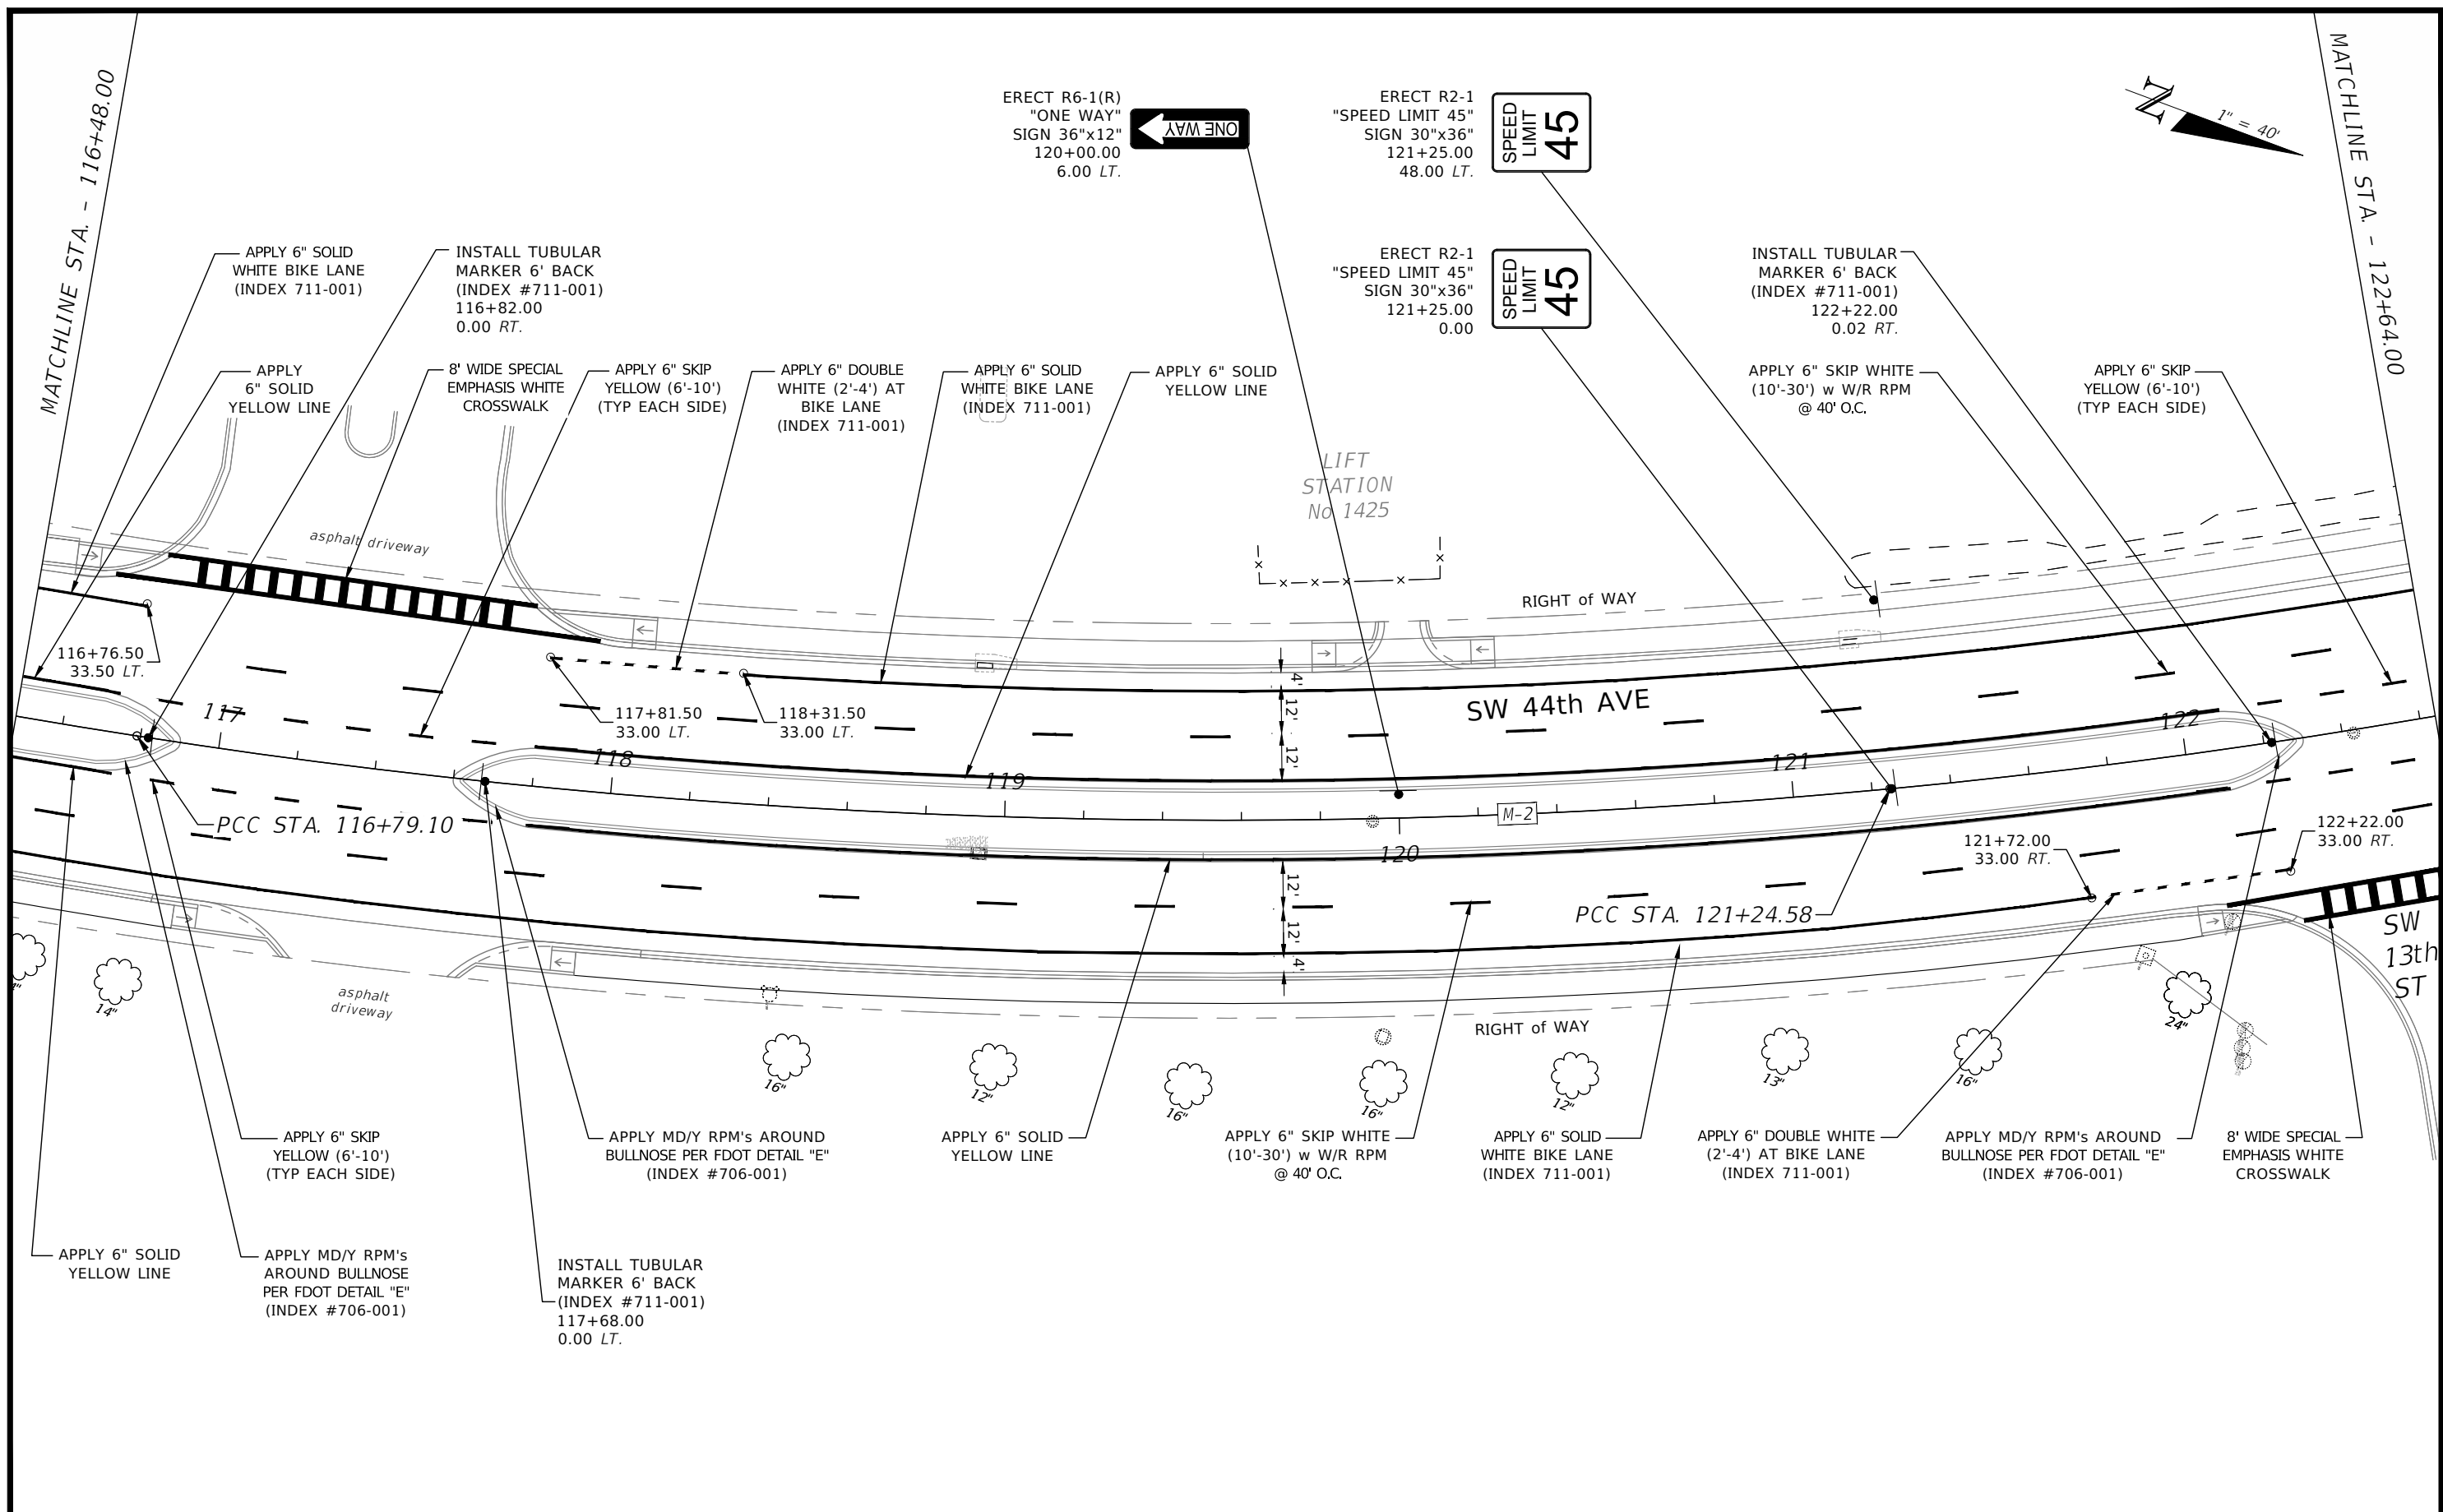 MATCHLINE STA. - 116+48.00
ERECT R6-1(R)
"ONE WAY"
SIGN 36"x12"
120+00.00
6.00 LT.
ONE WAY
ERECT R2-1
"SPEED LIMIT 45"
SIGN 30"x36"
121+25.00
48.00 LT.
SPEED
LIMIT
45
N
1" = 40'
MATCHLINE STA. - 122+64.00
APPLY 6" SOLID
WHITE BIKE LANE
(INDEX 711-001)
INSTALL TUBULAR
MARKER 6' BACK
(INDEX #711-001)
116+82.00
0.00 RT.
ERECT R2-1
"SPEED LIMIT 45"
SIGN 30"x36"
121+25.00
0.00
SPEED
LIMIT
45
INSTALL TUBULAR
MARKER 6' BACK
(INDEX #711-001)
122+22.00
0.02 RT.
APPLY
6" SOLID
YELLOW LINE
8' WIDE SPECIAL
EMPHASIS WHITE
CROSSWALK
APPLY 6" SKIP
YELLOW (6'-10')
(TYP EACH SIDE)
APPLY 6" DOUBLE
WHITE (2'-4') AT
BIKE LANE
(INDEX 711-001)
APPLY 6" SOLID
WHITE BIKE LANE
(INDEX 711-001)
APPLY 6" SOLID
YELLOW LINE
APPLY 6" SKIP WHITE
(10'-30') w W/R RPM
@ 40' O.C.
APPLY 6" SKIP
YELLOW (6'-10')
(TYP EACH SIDE)
LIFT
STATION
No 1425
asphalt driveway
RIGHT of WAY
116+76.50
33.50 LT.
117
117+81.50
33.00 LT.
118+31.50
33.00 LT.
4'
12'
12'
SW 44th AVE
118
119
121
122
PCC STA. 116+79.10
M-2
120
121+72.00
33.00 RT.
122+22.00
33.00 RT.
12'
12'
4'
PCC STA. 121+24.58
SW
13th
ST
14"
asphalt
driveway
RIGHT of WAY
16"
12"
16"
16"
12"
13"
16"
24"
APPLY 6" SKIP
YELLOW (6'-10')
(TYP EACH SIDE)
APPLY MD/Y RPM's AROUND
BULLNOSE PER FDOT DETAIL "E"
(INDEX #706-001)
APPLY 6" SOLID
YELLOW LINE
APPLY 6" SKIP WHITE
(10'-30') w W/R RPM
@ 40' O.C.
APPLY 6" SOLID
WHITE BIKE LANE
(INDEX 711-001)
APPLY 6" DOUBLE WHITE
(2'-4') AT BIKE LANE
(INDEX 711-001)
APPLY MD/Y RPM's AROUND
BULLNOSE PER FDOT DETAIL "E"
(INDEX #706-001)
8' WIDE SPECIAL
EMPHASIS WHITE
CROSSWALK
APPLY 6" SOLID
YELLOW LINE
APPLY MD/Y RPM's
AROUND BULLNOSE
PER FDOT DETAIL "E"
(INDEX #706-001)
INSTALL TUBULAR
MARKER 6' BACK
(INDEX #711-001)
117+68.00
0.00 LT.